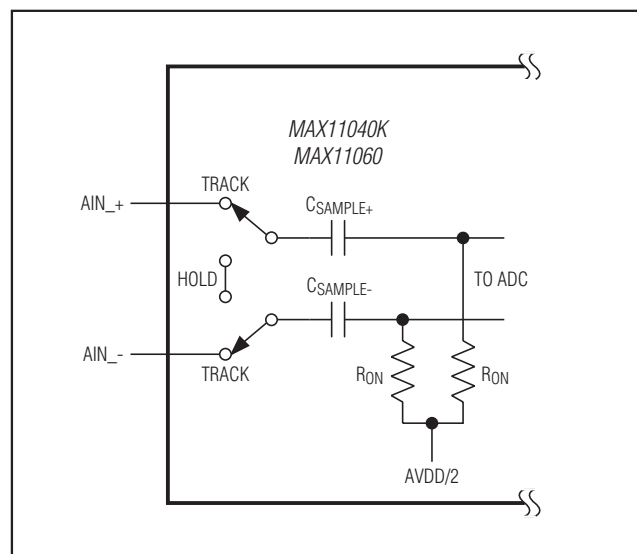 MAX11040K
MAX11060
TRACK
AIN_+
CSAMPLE+
HOLD
TO ADC
CSAMPLE-
AIN_-
TRACK
RON
RON
AVDD/2